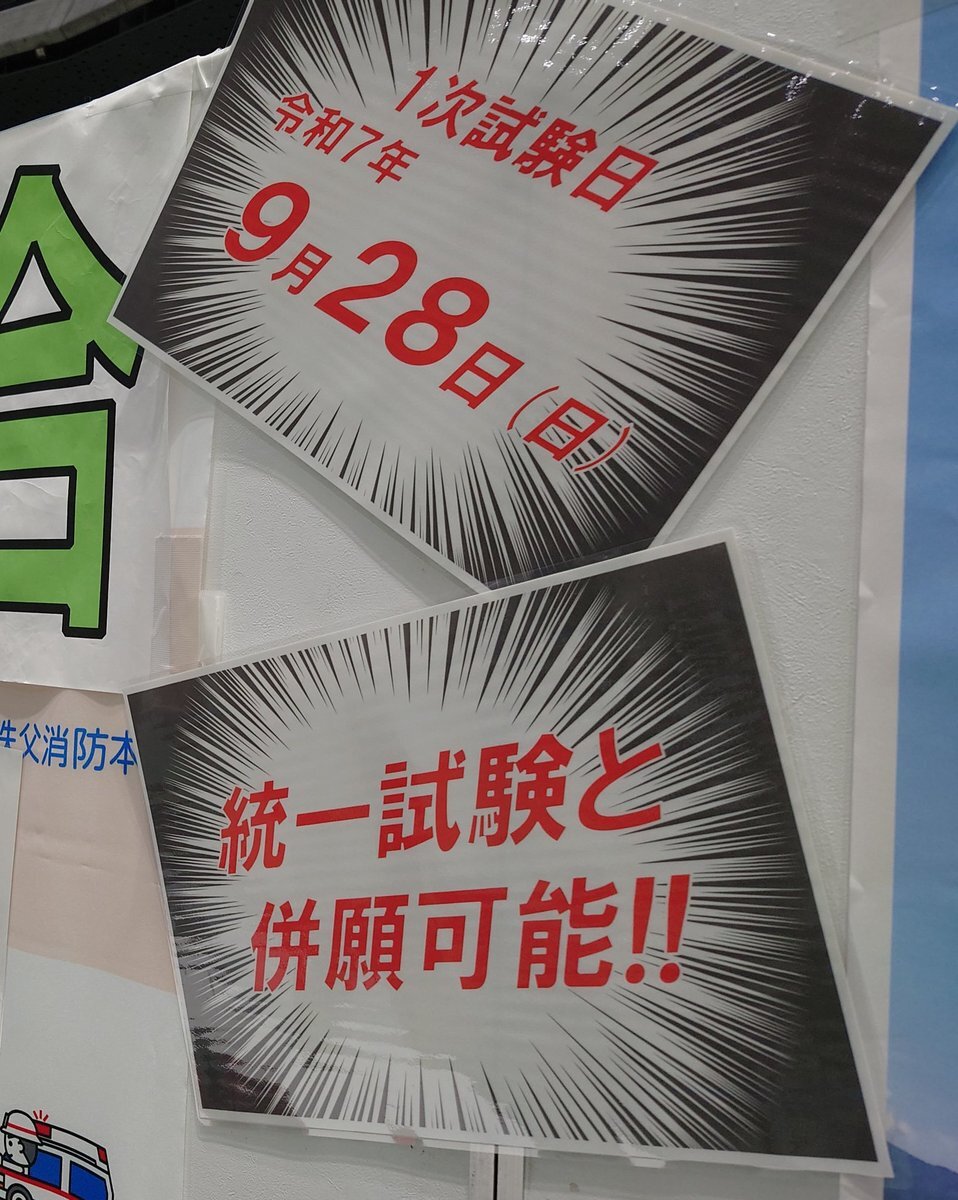 1次試験日
令和7年
9月28日(日)
統一試験と
併願可能!!
秩父消防本